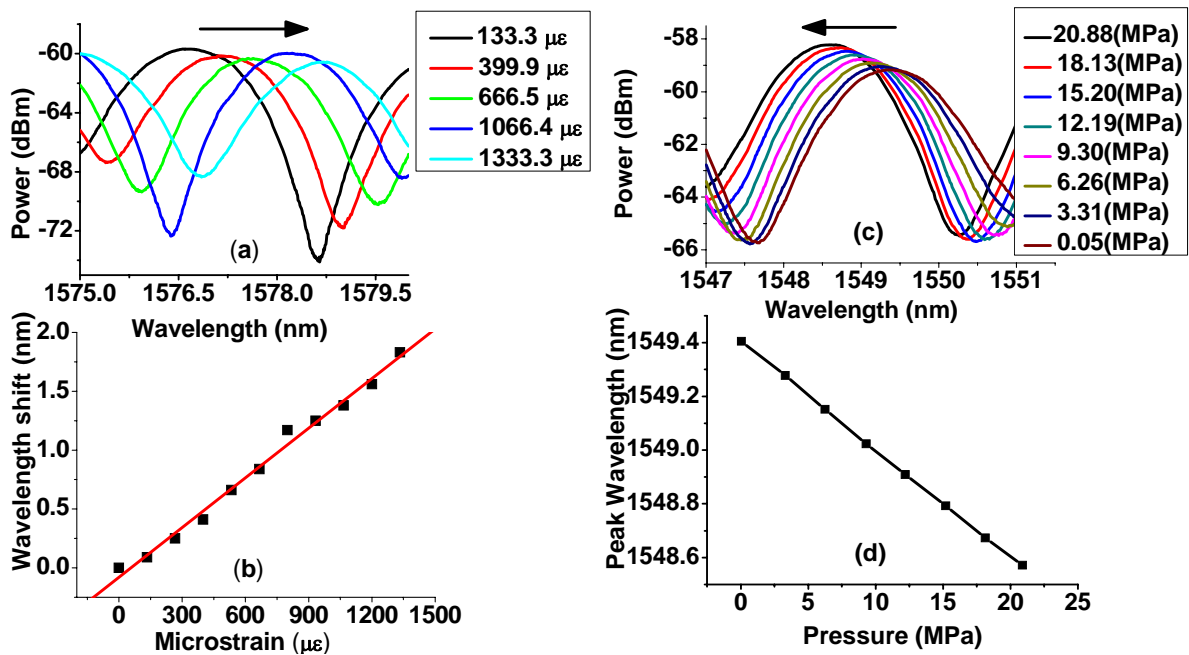 -60
-64
-68
-72
Power (dBm)
(a)
1575.0 1576.5 1578.0 1579.5
Wavelength (nm)
133.3 με
399.9 με
666.5 με
1066.4 με
1333.3 με
-58
-60
-62
-64
-66
Power (dBm)
(c)
1547 1548 1549 1550 1551
Wavelength (nm)
20.88(MPa)
18.13(MPa)
15.20(MPa)
12.19(MPa)
9.30(MPa)
6.26(MPa)
3.31(MPa)
0.05(MPa)
2.0
1.5
1.0
0.5
0.0
Wavelength shift (nm)
(b)
0 300 600 900 1200 1500
Microstrain (με)
1549.4
1549.2
1549.0
1548.8
1548.6
Peak Wavelength (nm)
(d)
0 5 10 15 20 25
Pressure (MPa)